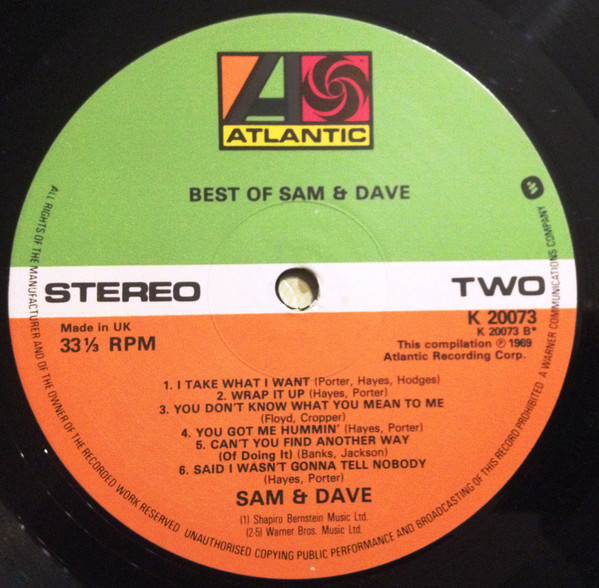 ATLANTIC
BEST OF SAM & DAVE
STEREO
TWO
Made in UK
33⅓ RPM
K 20073
K 20073 B*
This compilation ℗ 1969
Atlantic Recording Corp.
1. I TAKE WHAT I WANT (Porter, Hayes, Hodges)
2. WRAP IT UP (Hayes, Porter)
3. YOU DON'T KNOW WHAT YOU MEAN TO ME
(Floyd, Cropper)
4. YOU GOT ME HUMMIN' (Hayes, Porter)
5. CAN'T YOU FIND ANOTHER WAY
(Of Doing It) (Banks, Jackson)
6. SAID I WASN'T GONNA TELL NOBODY
(Hayes, Porter)
SAM & DAVE
(1) Shapiro Bernstein Music Ltd.
(2-5) Warner Bros. Music Ltd.
ALL RIGHTS OF THE MANUFACTURER AND OF THE OWNER OF THE RECORDED WORK RESERVED UNAUTHORISED COPYING PUBLIC PERFORMANCE AND BROADCASTING OF THIS RECORD PROHIBITED A WARNER COMMUNICATIONS COMPANY